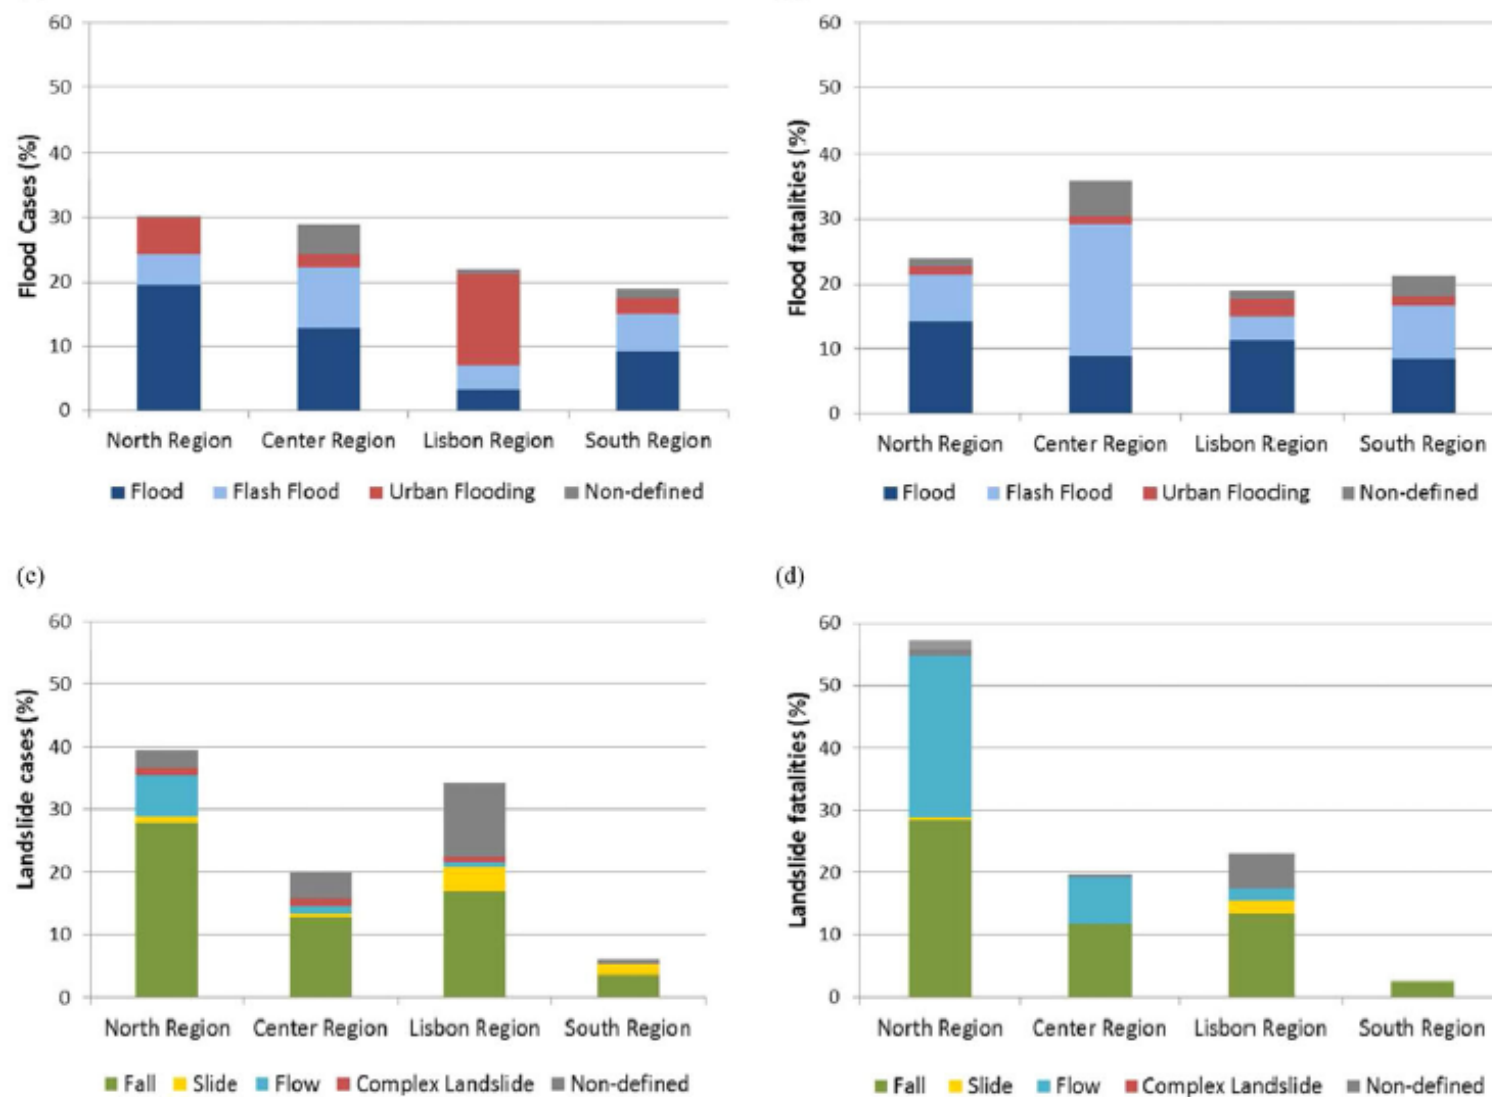 60
50
40
30
20
10
0
Flood Cases (%)
North Region Center Region Lisbon Region South Region
Flood Flash Flood Urban Flooding Non-defined
60
50
40
30
20
10
0
Flood fatalities (%)
North Region Center Region Lisbon Region South Region
Flood Flash Flood Urban Flooding Non-defined
(c)
60
50
40
30
20
10
0
Landslide cases (%)
North Region Center Region Lisbon Region South Region
Fall Slide Flow Complex Landslide Non-defined
(d)
60
50
40
30
20
10
0
Landslide fatalities (%)
North Region Center Region Lisbon Region South Region
Fall Slide Flow Complex Landslide Non-defined